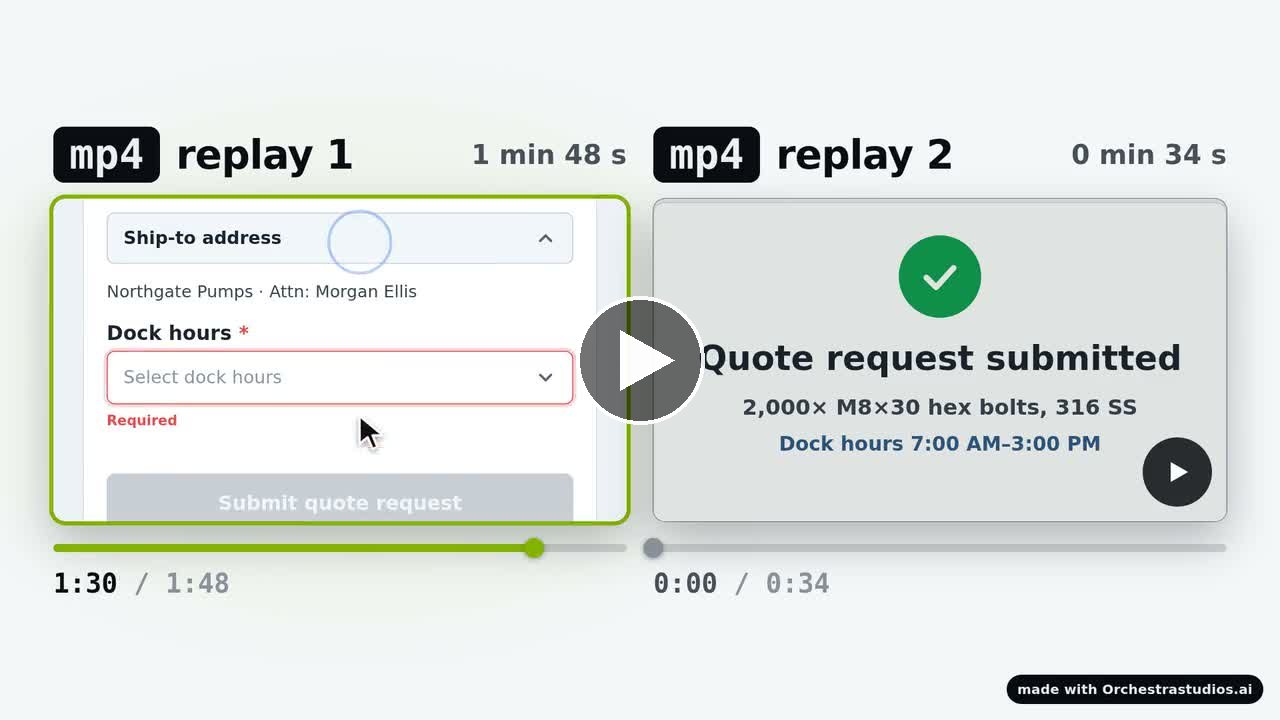 mp4 replay 1 1 min 48 s
Ship-to address
Northgate Pumps · Attn: Morgan Ellis
Dock hours *
Select dock hours
Required
Submit quote request
1:30 / 1:48
mp4 replay 2 0 min 34 s
Quote request submitted
2,000× M8×30 hex bolts, 316 SS
Dock hours 7:00 AM–3:00 PM
0:00 / 0:34
made with Orchestrastudios.ai